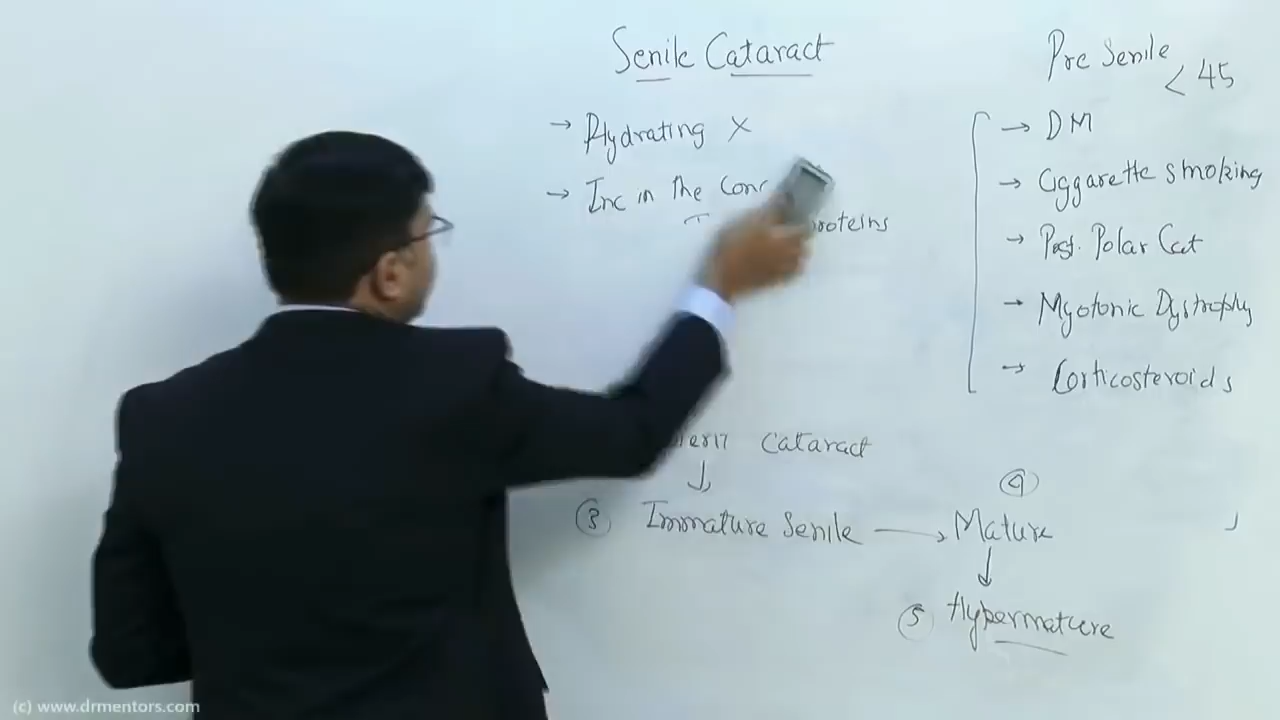 Senile Cataract
→ Hydrating X
→ Inc in the Conc
proteins
Cataract
↓
③ Immature Senile → Mature
④
↓
⑤ Hypermature
Pre Senile
< 45
→ DM
→ Ciggarette smoking
→ Post. Polar Cat
→ Myotonic Dystrophy
→ Corticosteroids
(c) www.drmentors.com